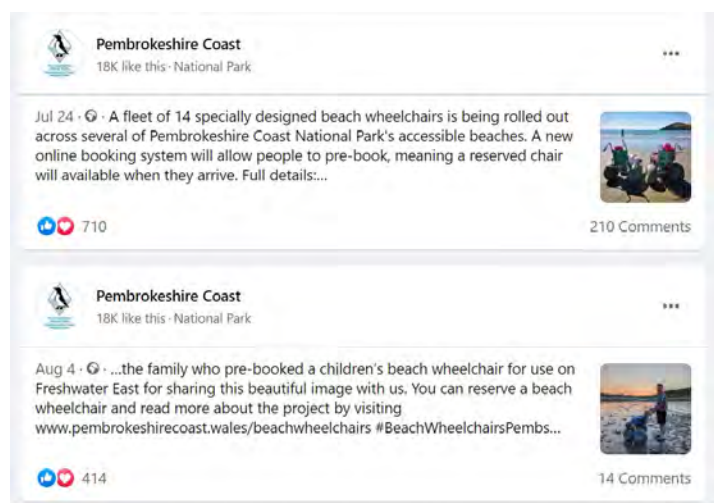 Pembrokeshire Coast
18K like this · National Park
Jul 24 · A fleet of 14 specially designed beach wheelchairs is being rolled out
across several of Pembrokeshire Coast National Park's accessible beaches. A new
online booking system will allow people to pre-book, meaning a reserved chair
will available when they arrive. Full details:...
710
210 Comments
Pembrokeshire Coast
18K like this · National Park
Aug 4 · ...the family who pre-booked a children's beach wheelchair for use on
Freshwater East for sharing this beautiful image with us. You can reserve a beach
wheelchair and read more about the project by visiting
www.pembrokeshirecoast.wales/beachwheelchairs #BeachWheelchairsPembs...
414
14 Comments